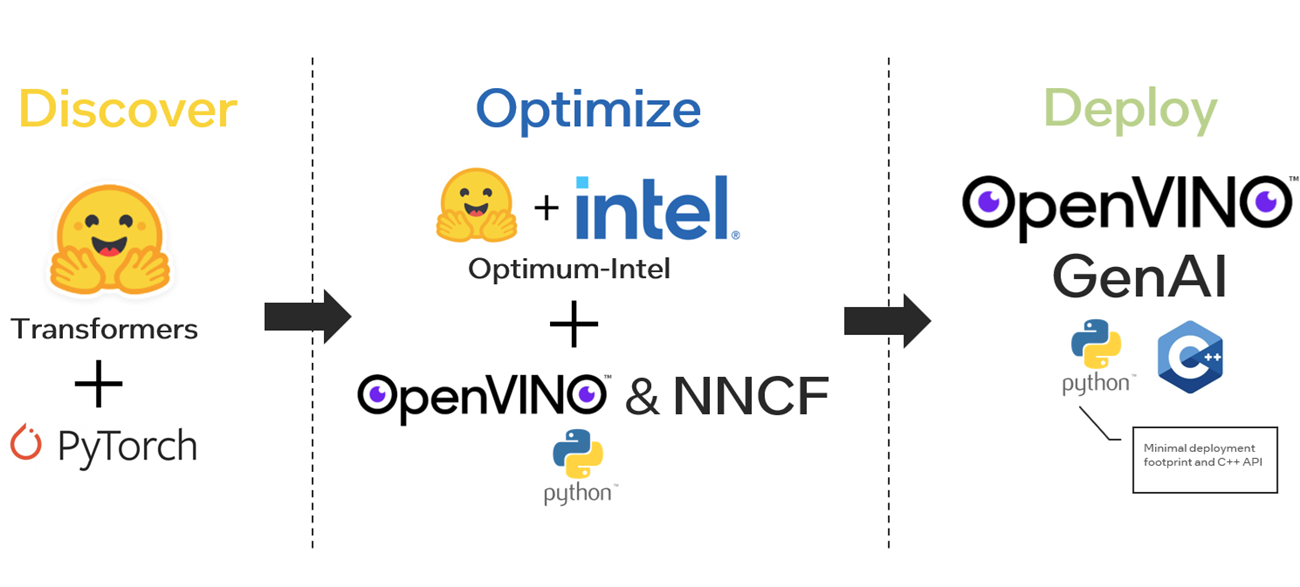 Discover
Transformers
+
PyTorch
Optimize
+ intel®
Optimum-Intel
+
OpenVINO™ & NNCF
python™
Deploy
OpenVINO™
GenAI
python™ C++
Minimal deployment
footprint and C++ API